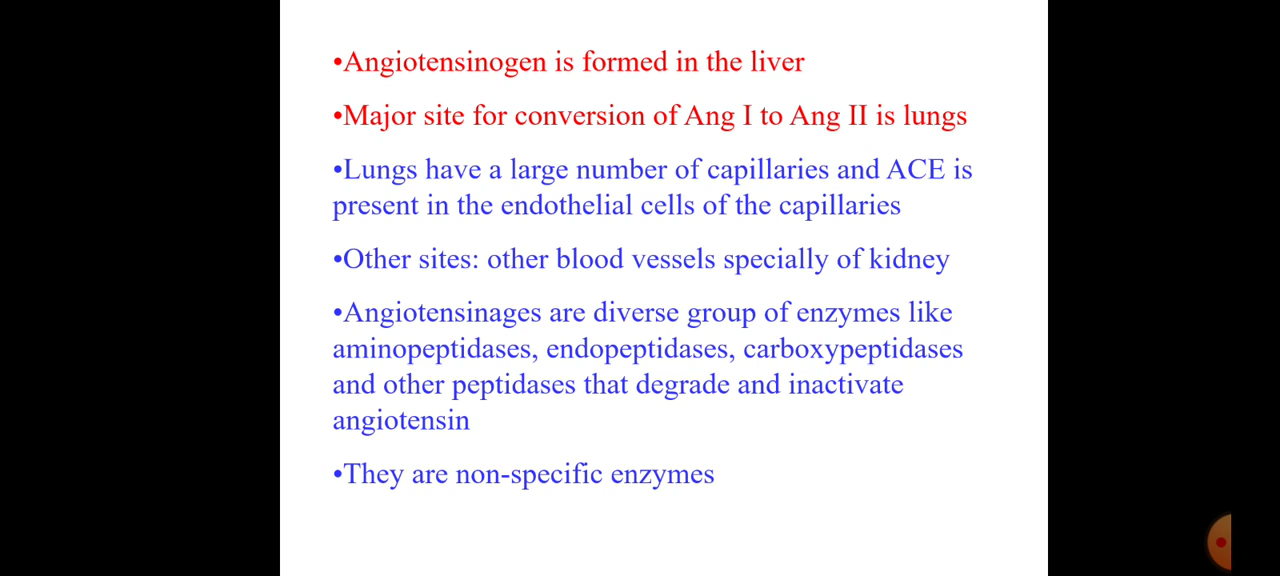 •Angiotensinogen is formed in the liver
•Major site for conversion of Ang I to Ang II is lungs
•Lungs have a large number of capillaries and ACE is
present in the endothelial cells of the capillaries
•Other sites: other blood vessels specially of kidney
•Angiotensinages are diverse group of enzymes like
aminopeptidases, endopeptidases, carboxypeptidases
and other peptidases that degrade and inactivate
angiotensin
•They are non-specific enzymes